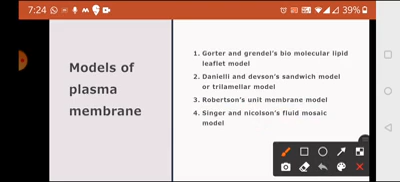 7:24
39%
Models of
plasma
membrane
1. Gorter and grendel's bio molecular lipid
leaflet model
2. Danielli and devson's sandwich model
or trilamellar model
3. Robertson's unit membrane model
4. Singer and nicolson's fluid mosaic
model